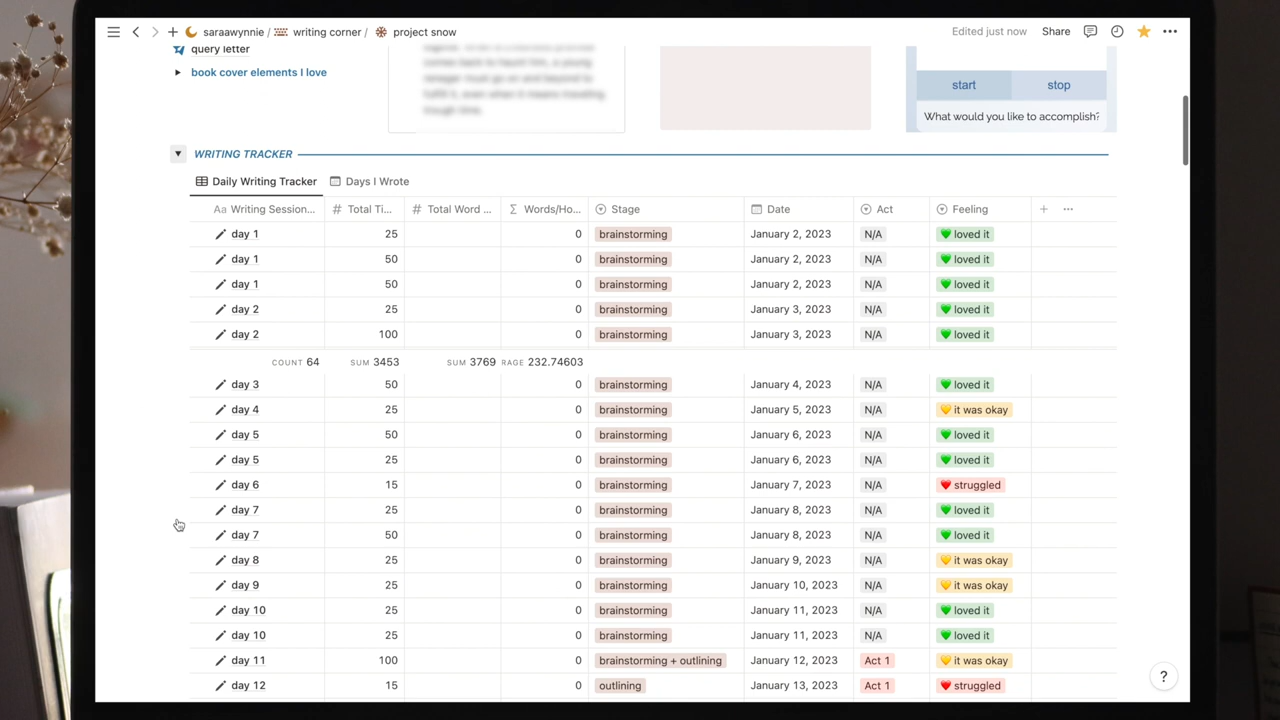 saraawynnie / writing corner / project snow Edited just now Share
query letter
book cover elements I love
start stop
What would you like to accomplish?
WRITING TRACKER
Daily Writing Tracker Days I Wrote
Aa Writing Session... # Total Ti... # Total Word ... Σ Words/Ho... Stage Date Act Feeling + ...
day 1 25 0 brainstorming January 2, 2023 N/A loved it
day 1 50 0 brainstorming January 2, 2023 N/A loved it
day 1 50 0 brainstorming January 2, 2023 N/A loved it
day 2 25 0 brainstorming January 3, 2023 N/A loved it
day 2 100 0 brainstorming January 3, 2023 N/A loved it
COUNT 64 SUM 3453 SUM 3769 RAGE 232.74603
day 3 50 0 brainstorming January 4, 2023 N/A loved it
day 4 25 0 brainstorming January 5, 2023 N/A it was okay
day 5 50 0 brainstorming January 6, 2023 N/A loved it
day 5 25 0 brainstorming January 6, 2023 N/A loved it
day 6 15 0 brainstorming January 7, 2023 N/A struggled
day 7 25 0 brainstorming January 8, 2023 N/A loved it
day 7 50 0 brainstorming January 8, 2023 N/A loved it
day 8 25 0 brainstorming January 9, 2023 N/A it was okay
day 9 25 0 brainstorming January 10, 2023 N/A it was okay
day 10 25 0 brainstorming January 11, 2023 N/A loved it
day 10 25 0 brainstorming January 11, 2023 N/A loved it
day 11 100 0 brainstorming + outlining January 12, 2023 Act 1 it was okay
day 12 15 0 outlining January 13, 2023 Act 1 struggled
?